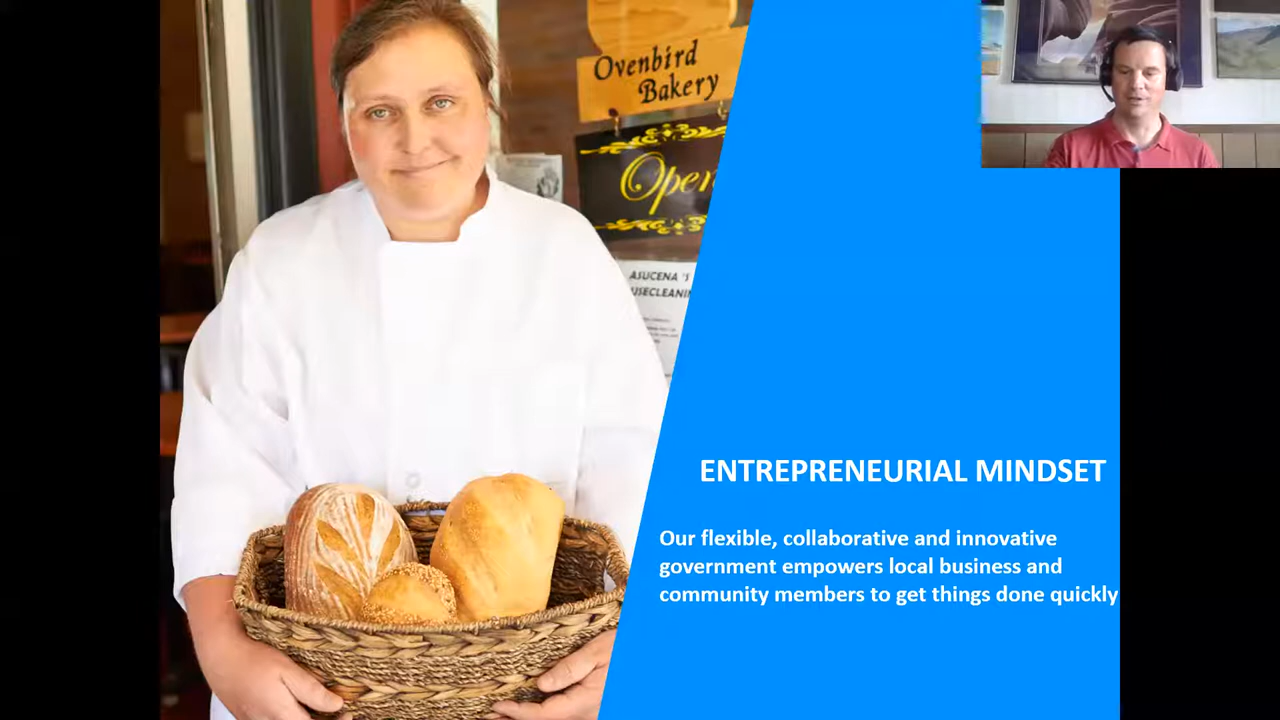 Ovenbird
Bakery
Open
ASUCENA 'S
ENTREPRENEURIAL MINDSET
Our flexible, collaborative and innovative
government empowers local business and
community members to get things done quickly